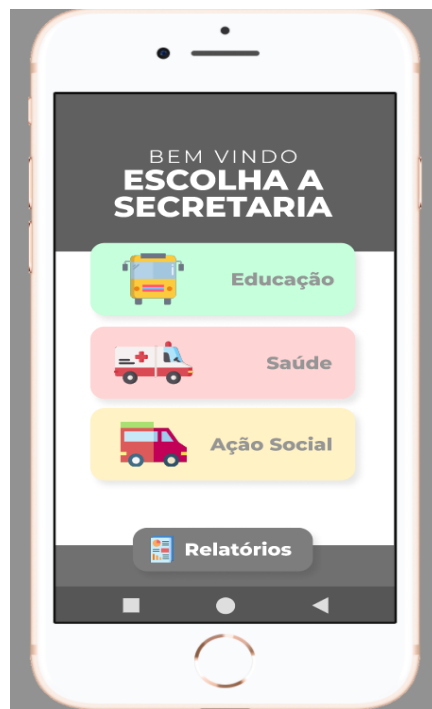 BEM VINDO
ESCOLHA A
SECRETARIA
Educação
Saúde
Ação Social
Relatórios